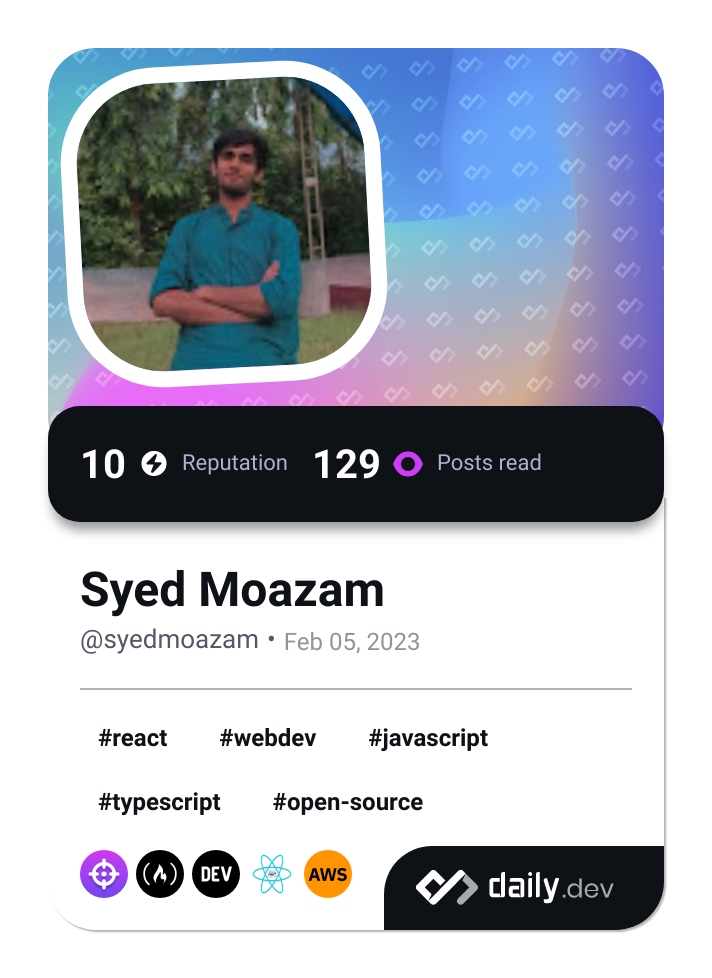 10 Reputation 129 Posts read
Syed Moazam
@syedmoazam • Feb 05, 2023
#react #webdev #javascript
#typescript #open-source
DEV AWS
daily.dev